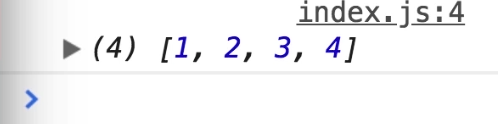 index.js:4
(4) [1, 2, 3, 4]